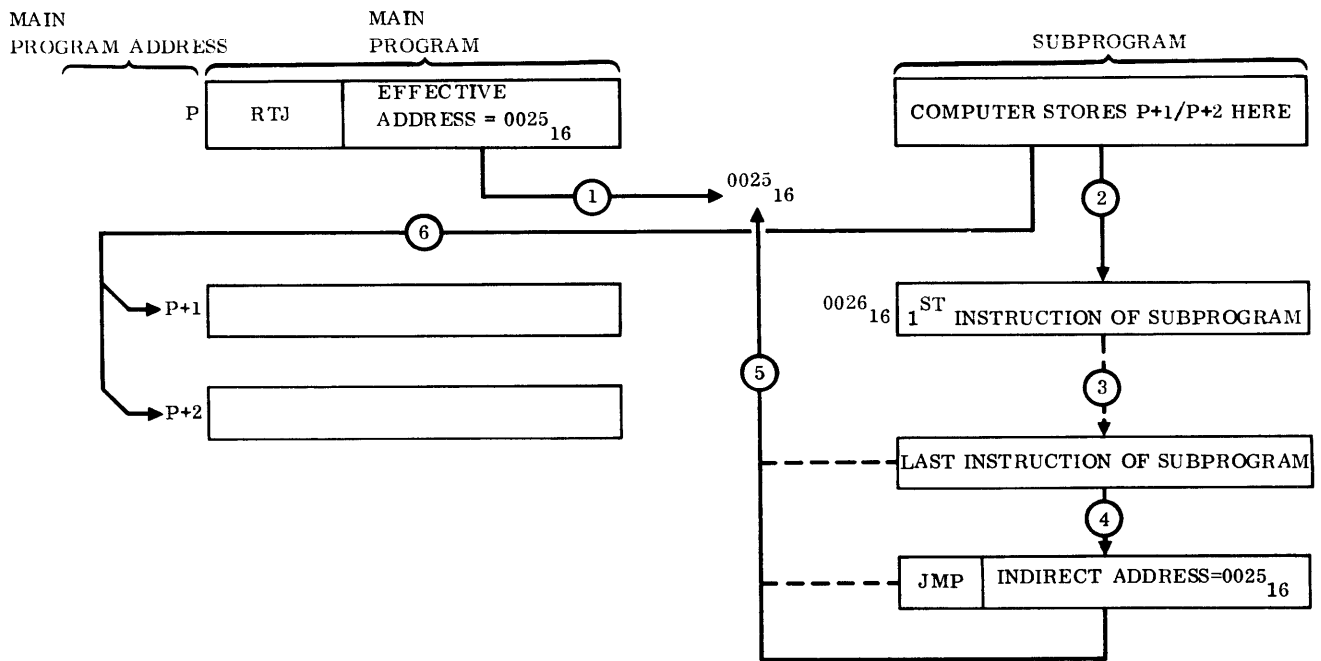 MAIN
PROGRAM ADDRESS
MAIN
PROGRAM
SUBPROGRAM
P
RTJ
EFFECTIVE
ADDRESS = 0025 16
COMPUTER STORES P+1/P+2 HERE
1
0025 16
2
6
P+1
0026 16
1ST INSTRUCTION OF SUBPROGRAM
5
3
P+2
LAST INSTRUCTION OF SUBPROGRAM
4
JMP
INDIRECT ADDRESS=0025 16